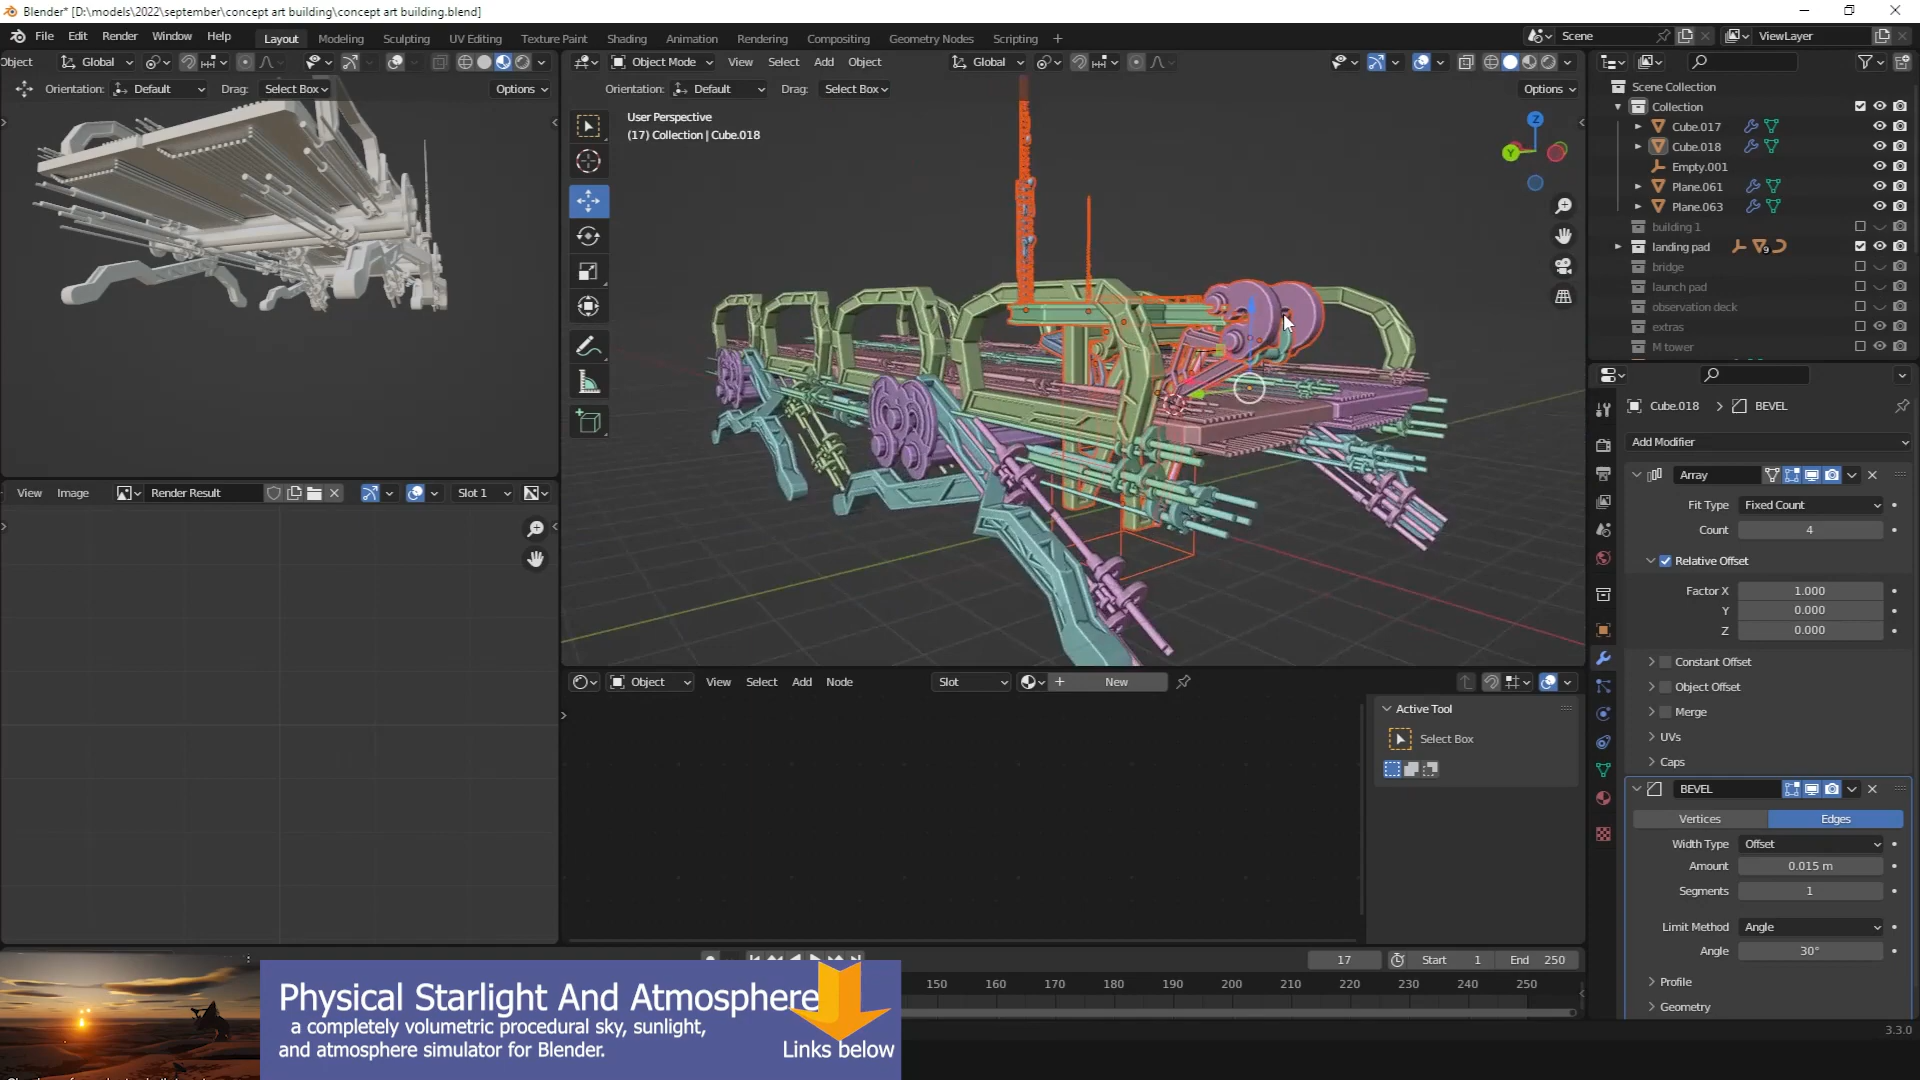 Blender* [D:\models\2022\september\concept art building\concept art building.blend]
File Edit Render Window Help Layout Modeling Sculpting UV Editing Texture Paint Shading Animation Rendering Compositing Geometry Nodes Scripting + Scene ViewLayer
Object Global
Object Mode View Select Add Object Global
Orientation: Default Drag: Select Box Options
Orientation: Default Drag: Select Box Options
User Perspective
(17) Collection | Cube.018
Z
Y
Scene Collection
Collection
Cube.017
Cube.018
Empty.001
Plane.061
Plane.063
building 1
landing pad 9
bridge
launch pad
observation deck
extras
M tower
View Image Render Result Slot 1
Cube.018 > BEVEL
Add Modifier
Array
Fit Type Fixed Count
Count 4
Relative Offset
Factor X 1.000
Y 0.000
Z 0.000
Constant Offset
Object Offset
Merge
UVs
Caps
BEVEL
Vertices Edges
Width Type Offset
Amount 0.015 m
Segments 1
Limit Method Angle
Angle 30°
Profile
Geometry
Object View Select Add Node Slot New
Active Tool
Select Box
17 Start 1 End 250
150 160 170 180 190 200 210 220 230 240 250
Physical Starlight And Atmosphere
a completely volumetric procedural sky, sunlight,
and atmosphere simulator for Blender.
Links below
3.3.0